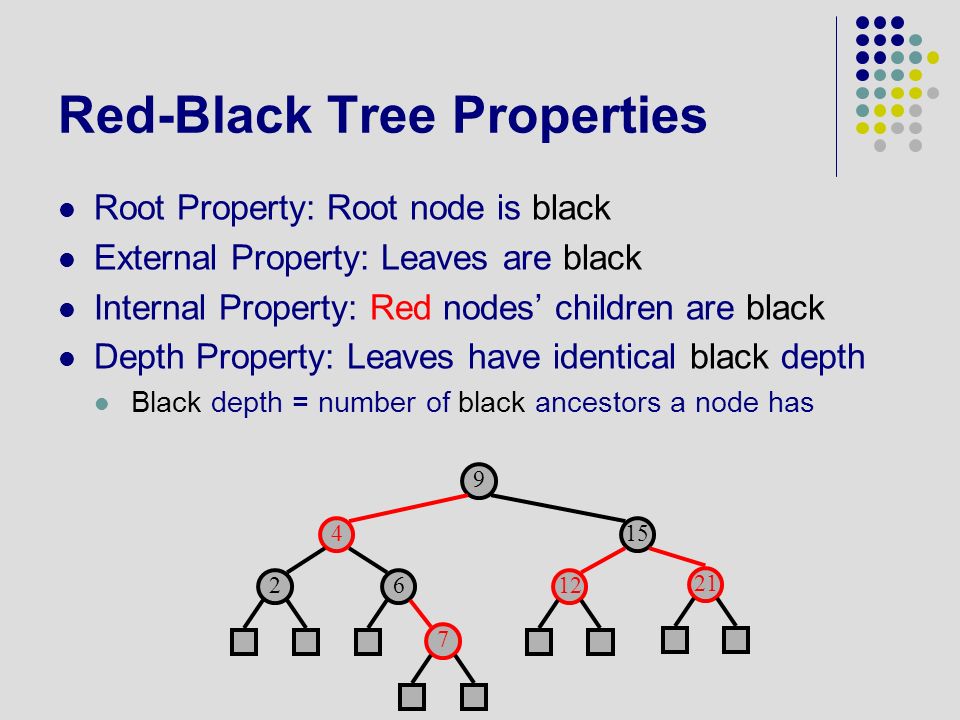 Red-Black Tree Properties
Root Property: Root node is black
External Property: Leaves are black
Internal Property: Red nodes’ children are black
Depth Property: Leaves have identical black depth
Black depth = number of black ancestors a node has
9
4 15
2 6 12 21
7